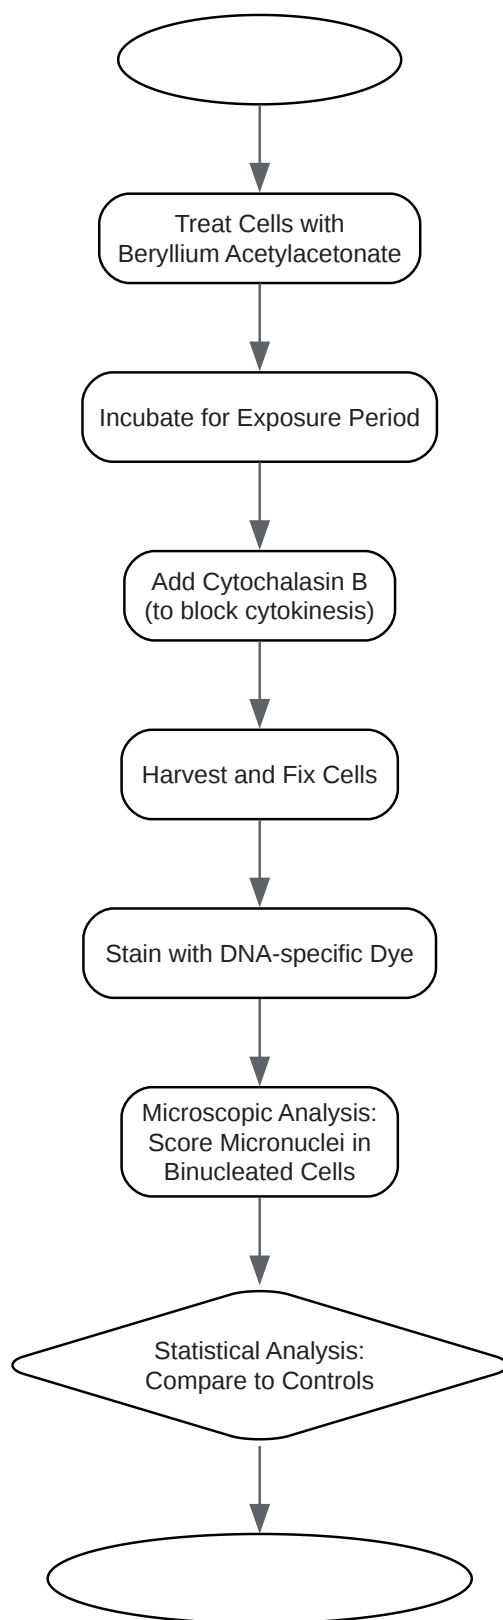 Treat Cells with
Beryllium Acetylacetonate
Incubate for Exposure Period
Add Cytochalasin B
(to block cytokinesis)
Harvest and Fix Cells
Stain with DNA-specific Dye
Microscopic Analysis:
Score Micronuclei in
Binucleated Cells
Statistical Analysis:
Compare to Controls